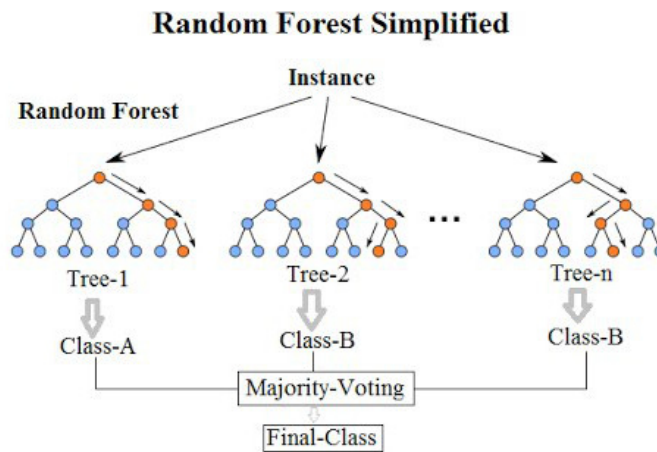 Random Forest Simplified
Instance
Random Forest
...
Tree-1
Tree-2
Tree-n
Class-A
Class-B
Class-B
Majority-Voting
Final-Class